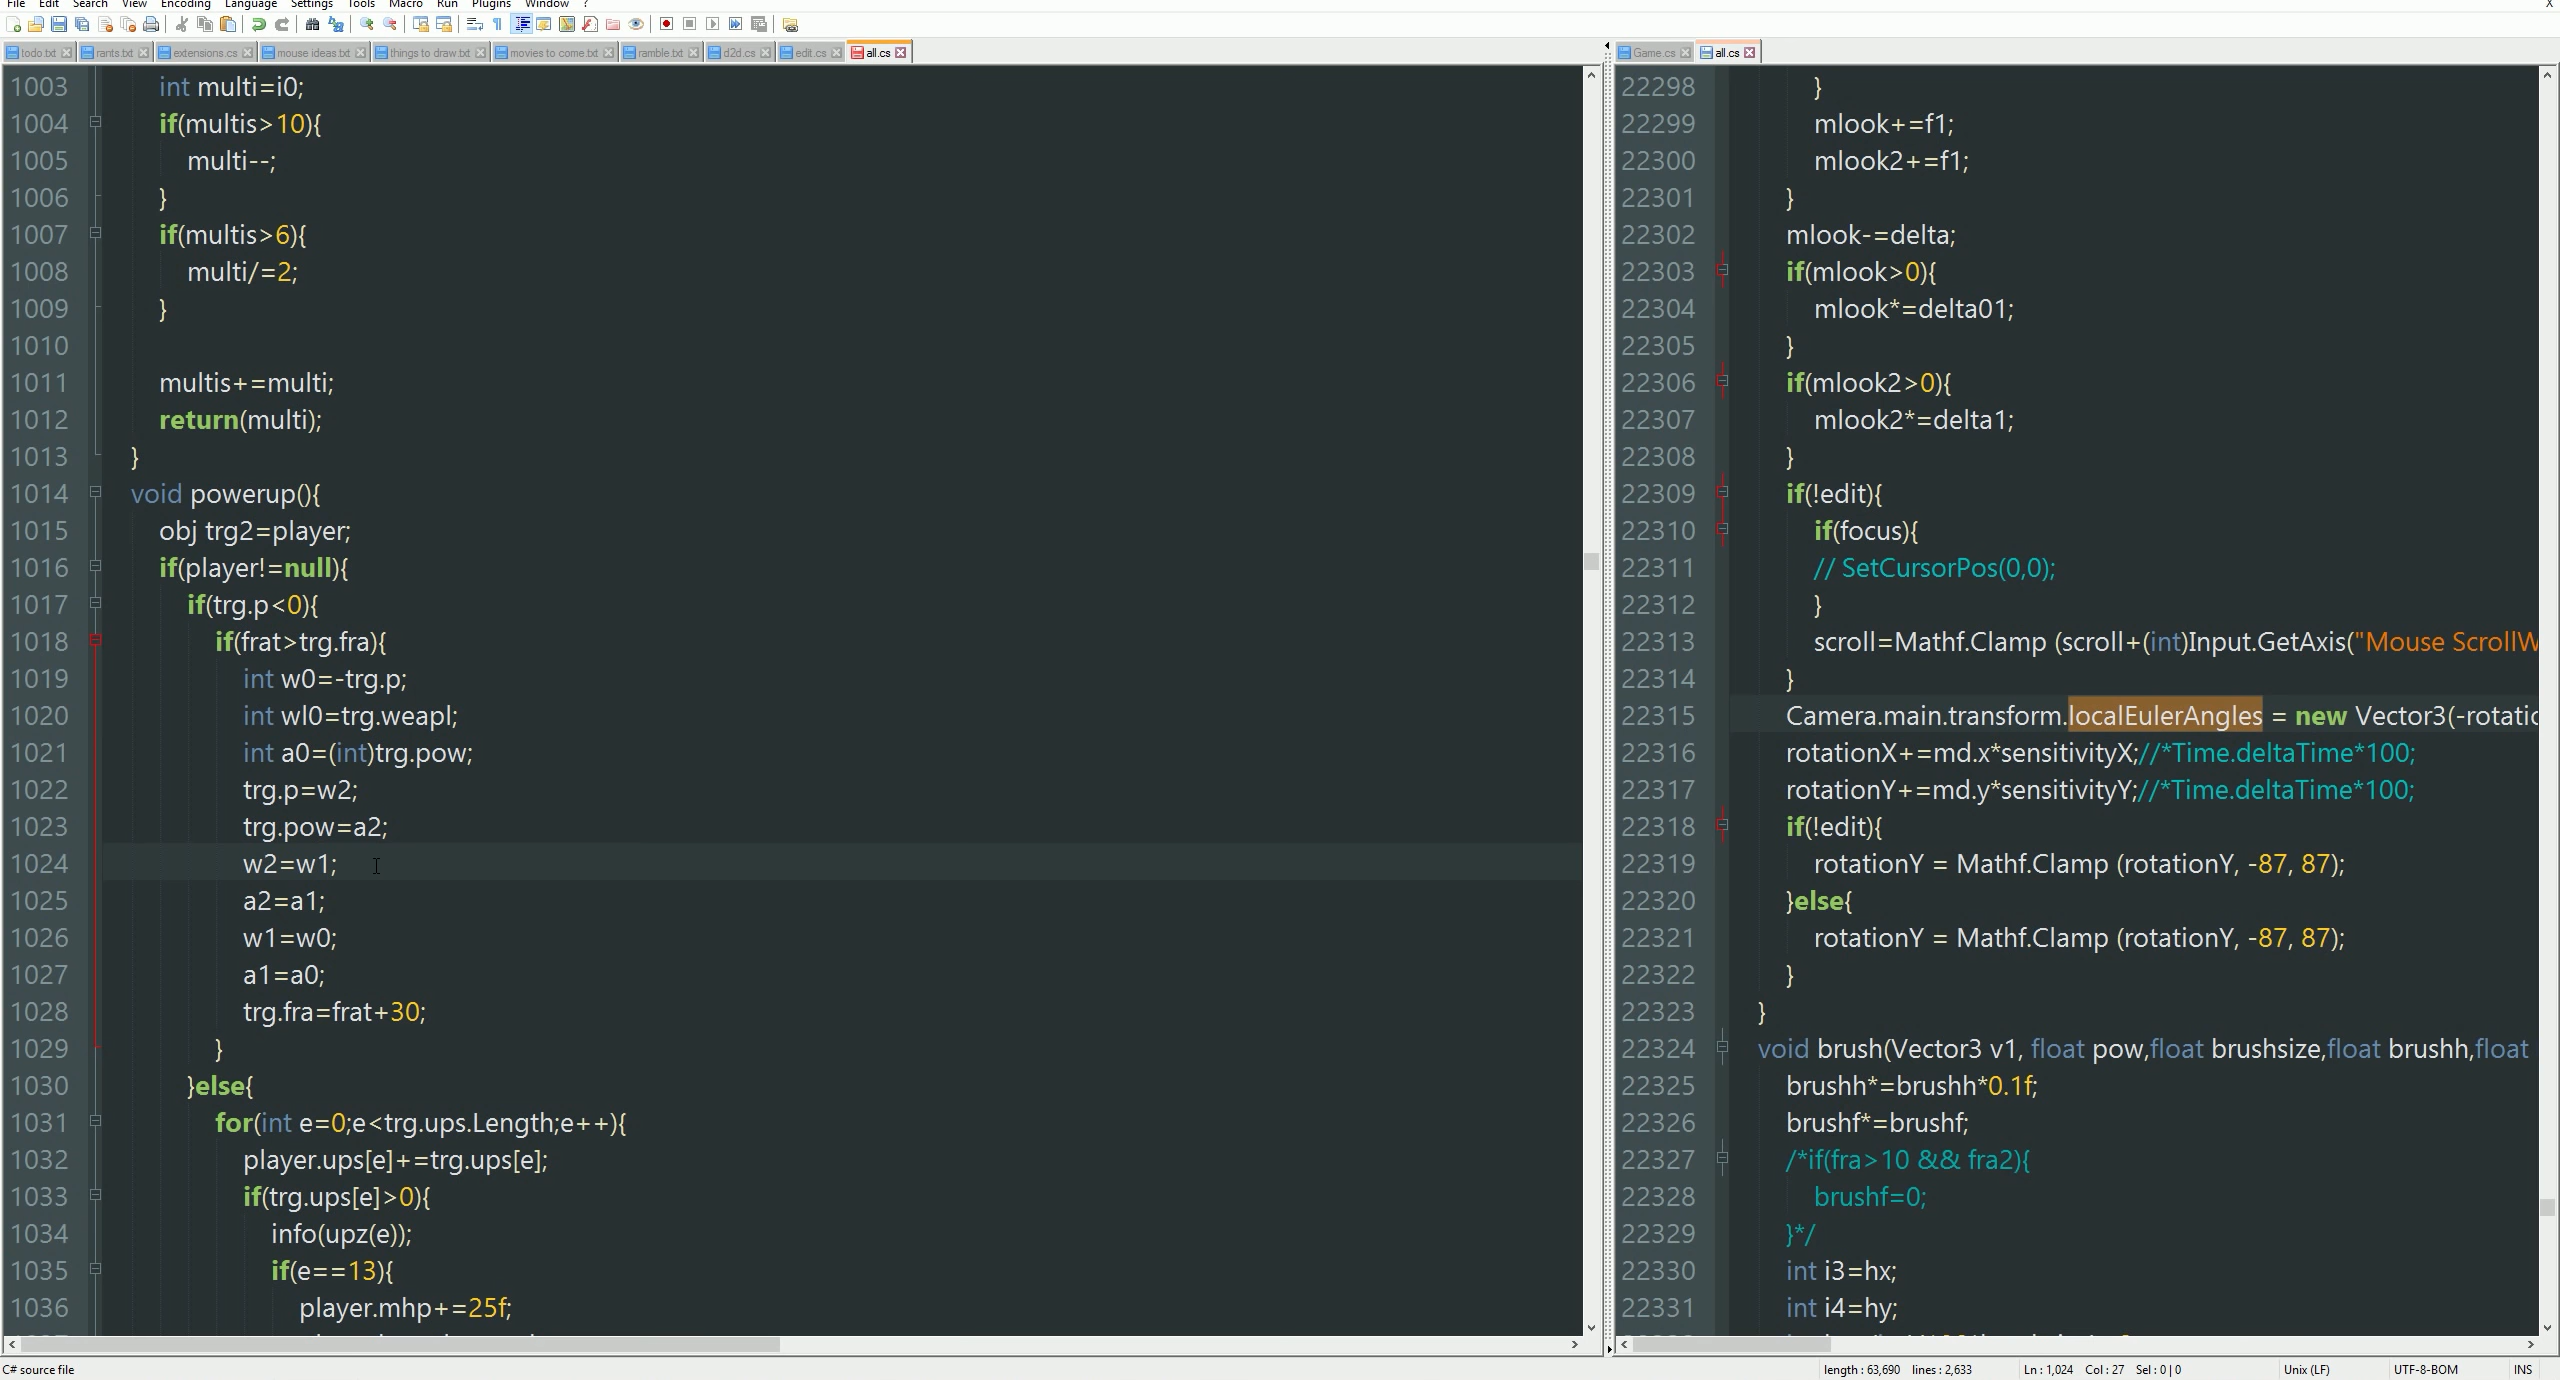 File Edit Search View Encoding Language Settings Tools Macro Run Plugins Window ? X
todo.txt rants.txt extensions.cs mouse ideas.txt things to draw.txt movies to come.txt ramble.txt d2d.cs edit.cs all.cs
1003 int multi=i0;
1004 if(multis>10){
1005 multi--;
1006 }
1007 if(multis>6){
1008 multi/=2;
1009 }
1010
1011 multis+=multi;
1012 return(multi);
1013 }
1014 void powerup(){
1015 obj trg2=player;
1016 if(player!=null){
1017 if(trg.p<0){
1018 if(frat>trg.fra){
1019 int w0=-trg.p;
1020 int wl0=trg.weapl;
1021 int a0=(int)trg.pow;
1022 trg.p=w2;
1023 trg.pow=a2;
1024 w2=w1;
1025 a2=a1;
1026 w1=w0;
1027 a1=a0;
1028 trg.fra=frat+30;
1029 }
1030 }else{
1031 for(int e=0;e<trg.ups.Length;e++){
1032 player.ups[e]+=trg.ups[e];
1033 if(trg.ups[e]>0){
1034 info(upz(e));
1035 if(e==13){
1036 player.mhp+=25f;
Game.cs all.cs
22298 }
22299 mlook+=f1;
22300 mlook2+=f1;
22301 }
22302 mlook-=delta;
22303 if(mlook>0){
22304 mlook*=delta01;
22305 }
22306 if(mlook2>0){
22307 mlook2*=delta1;
22308 }
22309 if(!edit){
22310 if(focus){
22311 // SetCursorPos(0,0);
22312 }
22313 scroll=Mathf.Clamp (scroll+(int)Input.GetAxis("Mouse ScrollW
22314 }
22315 Camera.main.transform.localEulerAngles = new Vector3(-rotatio
22316 rotationX+=md.x*sensitivityX;//*Time.deltaTime*100;
22317 rotationY+=md.y*sensitivityY;//*Time.deltaTime*100;
22318 if(!edit){
22319 rotationY = Mathf.Clamp (rotationY, -87, 87);
22320 }else{
22321 rotationY = Mathf.Clamp (rotationY, -87, 87);
22322 }
22323 }
22324 void brush(Vector3 v1, float pow,float brushsize,float brushh,float
22325 brushh*=brushh*0.1f;
22326 brushf*=brushf;
22327 /*if(fra>10 && fra2){
22328 brushf=0;
22329 }*/
22330 int i3=hx;
22331 int i4=hy;
C# source file length : 63,690 lines : 2,633 Ln : 1,024 Col : 27 Sel : 0 | 0 Unix (LF) UTF-8-BOM INS